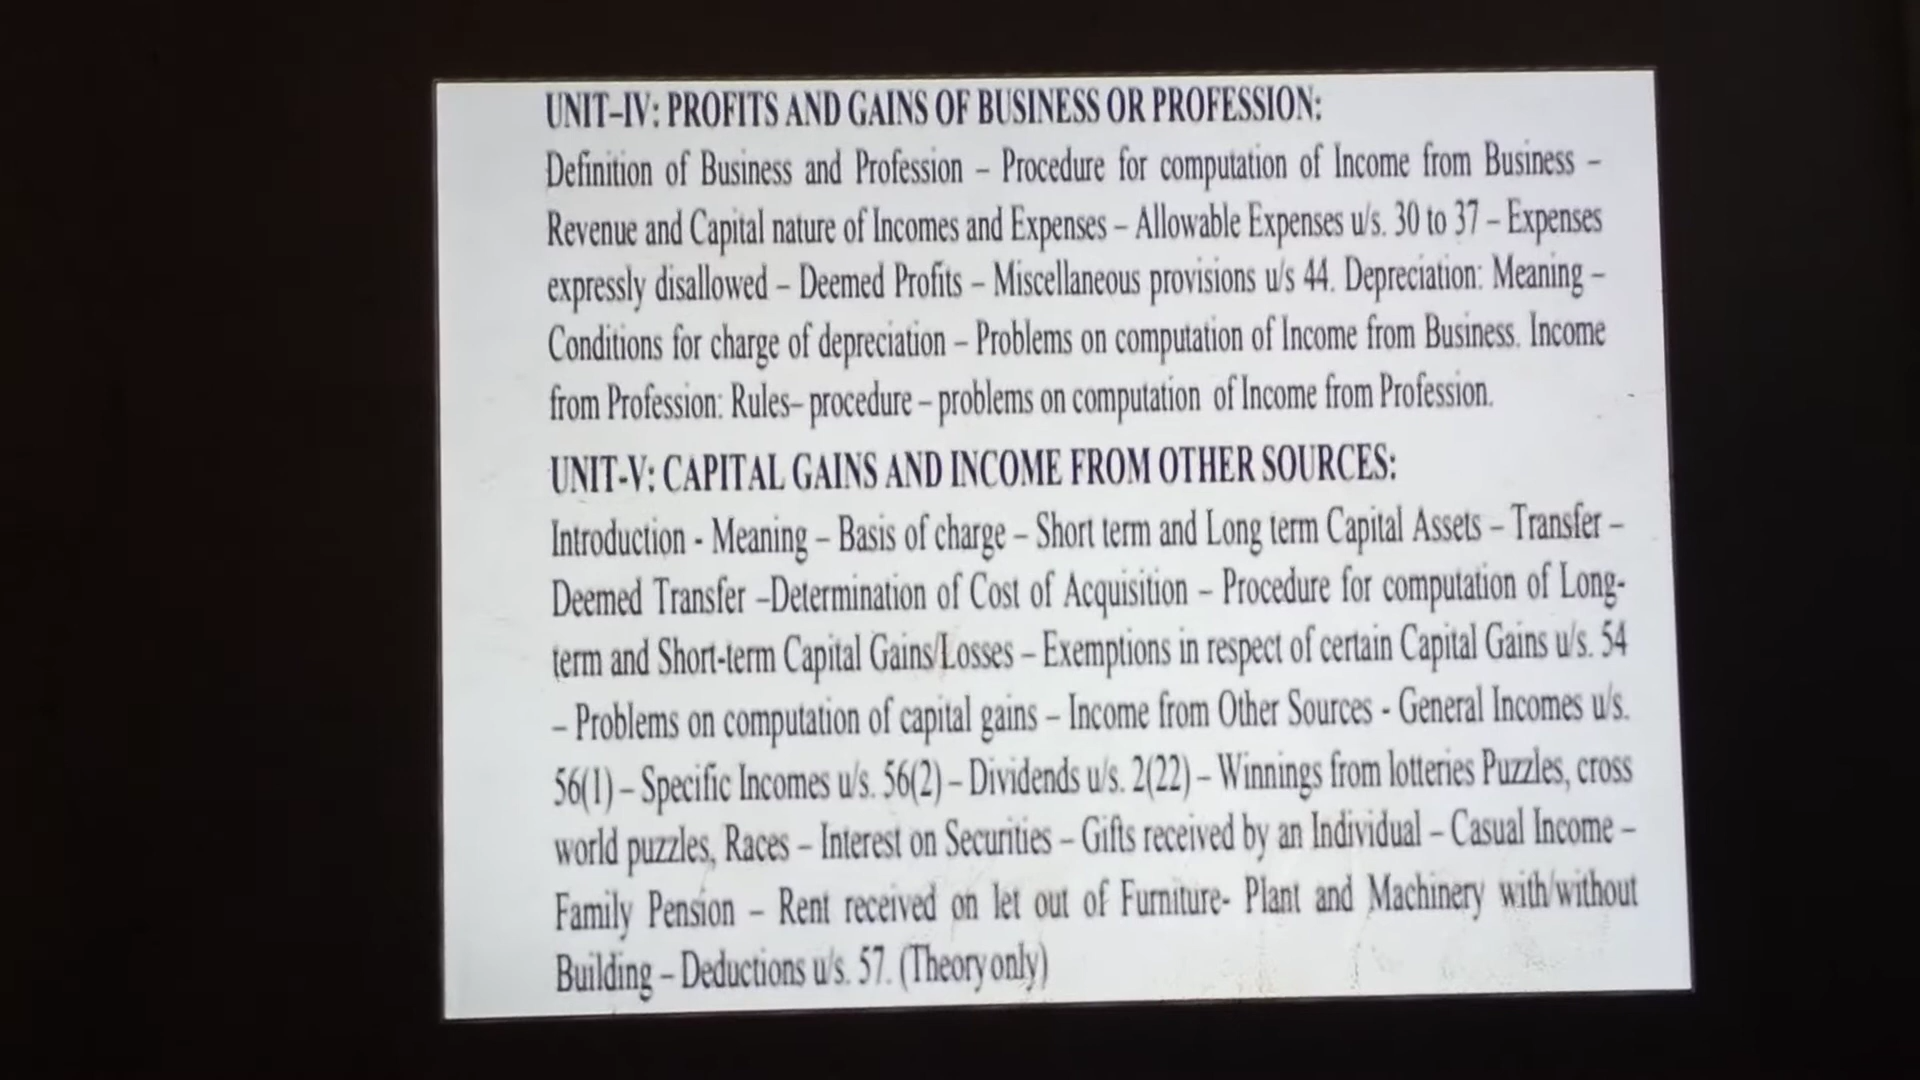 UNIT–IV: PROFITS AND GAINS OF BUSINESS OR PROFESSION:
Definition of Business and Profession – Procedure for computation of Income from Business –
Revenue and Capital nature of Incomes and Expenses – Allowable Expenses u/s. 30 to 37 – Expenses
expressly disallowed – Deemed Profits – Miscellaneous provisions u/s 44. Depreciation: Meaning –
Conditions for charge of depreciation – Problems on computation of Income from Business. Income
from Profession: Rules– procedure – problems on computation of Income from Profession.
UNIT-V: CAPITAL GAINS AND INCOME FROM OTHER SOURCES:
Introduction - Meaning – Basis of charge – Short term and Long term Capital Assets – Transfer –
Deemed Transfer –Determination of Cost of Acquisition – Procedure for computation of Long-
term and Short-term Capital Gains/Losses – Exemptions in respect of certain Capital Gains u/s. 54
– Problems on computation of capital gains – Income from Other Sources - General Incomes u/s.
56(1) – Specific Incomes u/s. 56(2) – Dividends u/s. 2(22) – Winnings from lotteries Puzzles, cross
world puzzles, Races – Interest on Securities – Gifts received by an Individual – Casual Income –
Family Pension – Rent received on let out of Furniture- Plant and Machinery with/without
Building – Deductions u/s. 57. (Theory only)